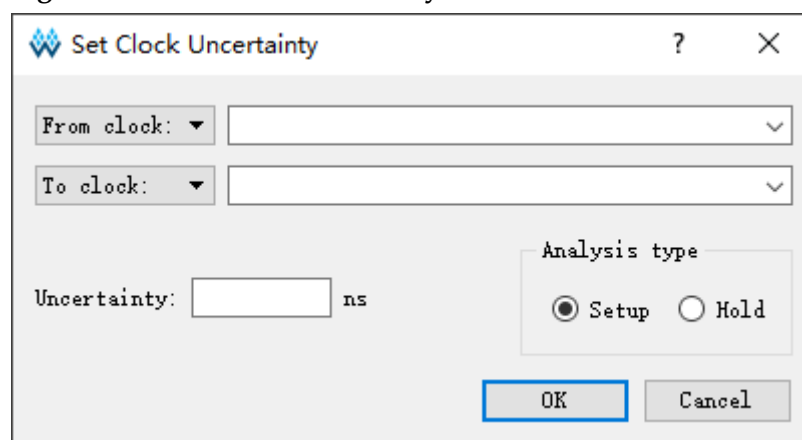 Set Clock Uncertainty ?
From clock:
To clock:
Analysis type
Uncertainty: ns
Setup Hold
OK Cancel